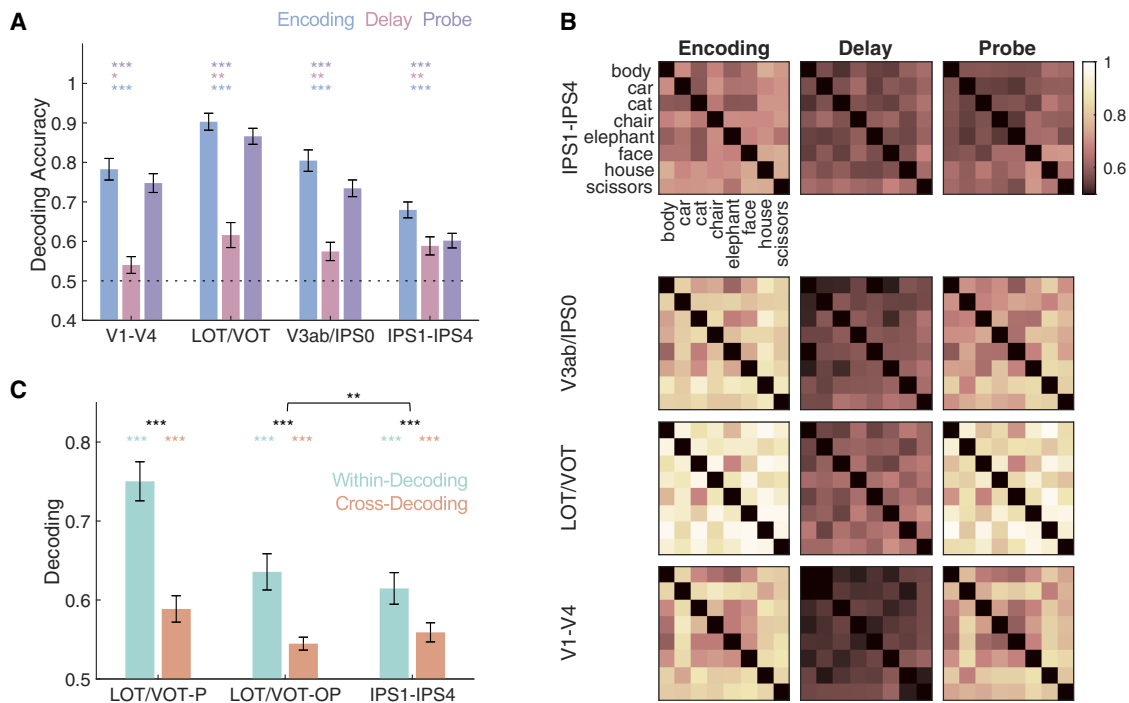 A
Encoding Delay Probe
***
*
***
***
**
***
***
**
***
***
**
***
Decoding Accuracy
1
0.9
0.8
0.7
0.6
0.5
0.4
V1-V4
LOT/VOT
V3ab/IPS0
IPS1-IPS4
B
Encoding
Delay
Probe
IPS1-IPS4
body
car
cat
chair
elephant
face
house
scissors
body
car
cat
chair
elephant
face
house
scissors
1
0.8
0.6
V3ab/IPS0
LOT/VOT
V1-V4
C
**
***
***
***
*** ***
*** ***
*** ***
Within-Decoding
Cross-Decoding
Decoding
0.8
0.7
0.6
0.5
LOT/VOT-P
LOT/VOT-OP
IPS1-IPS4